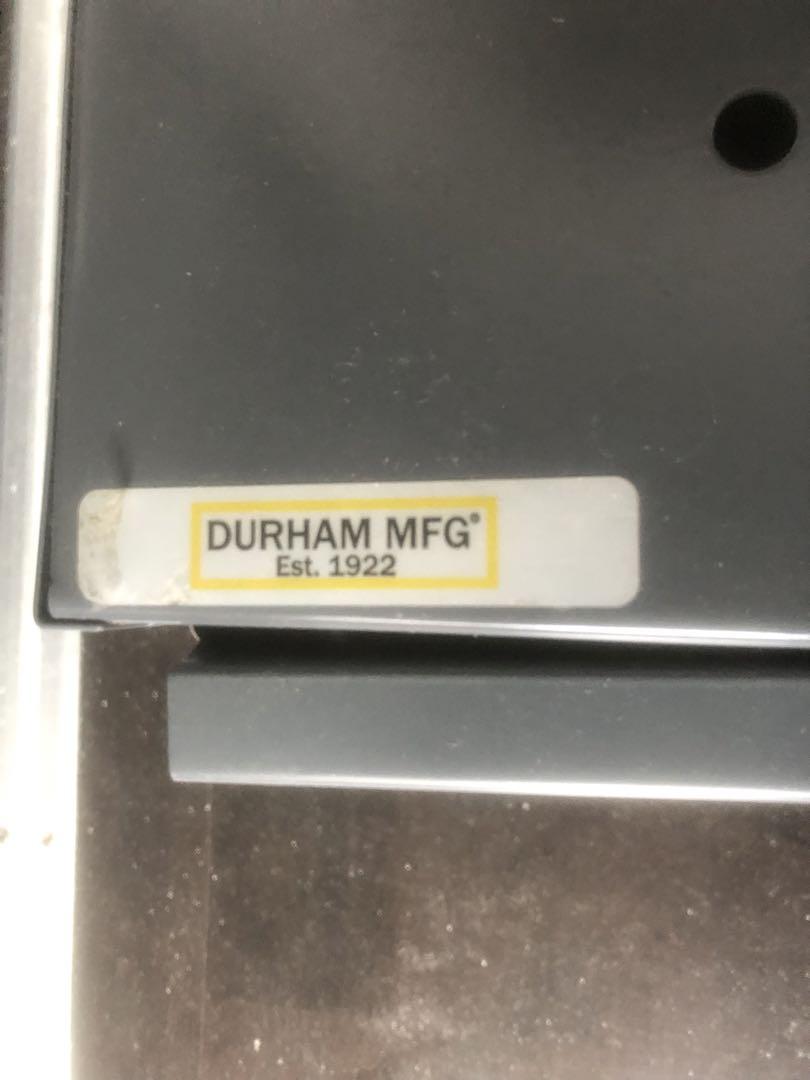 DURHAM MFG®
Est. 1922